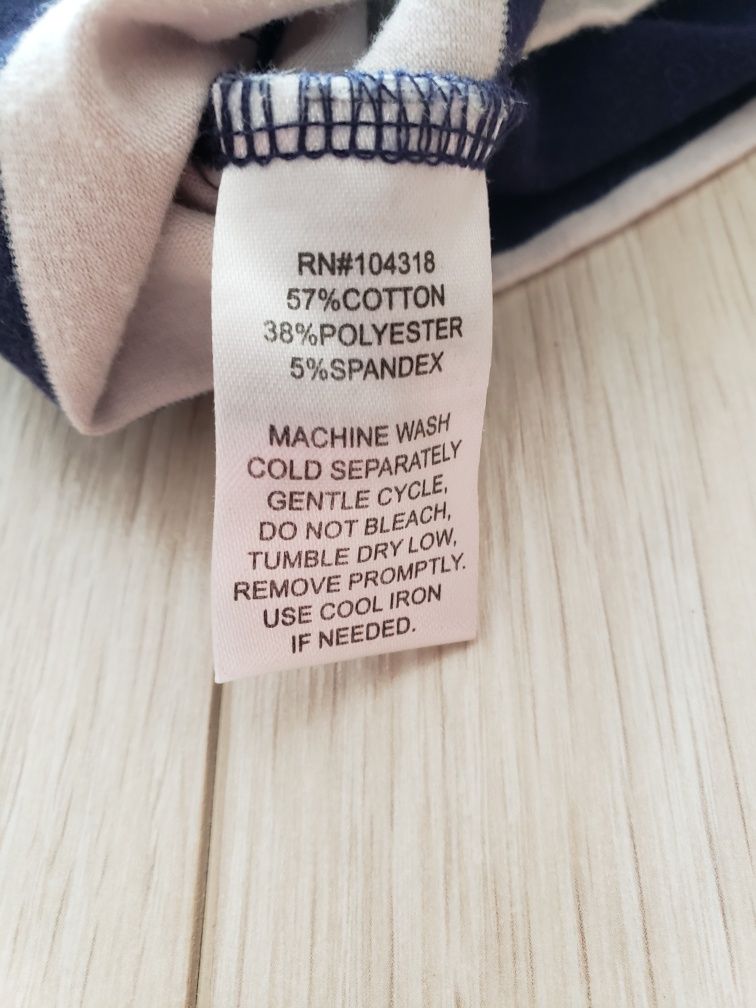 RN#104318
57%COTTON
38%POLYESTER
5%SPANDEX
MACHINE WASH
COLD SEPARATELY
GENTLE CYCLE,
DO NOT BLEACH,
TUMBLE DRY LOW,
REMOVE PROMPTLY.
USE COOL IRON
IF NEEDED.